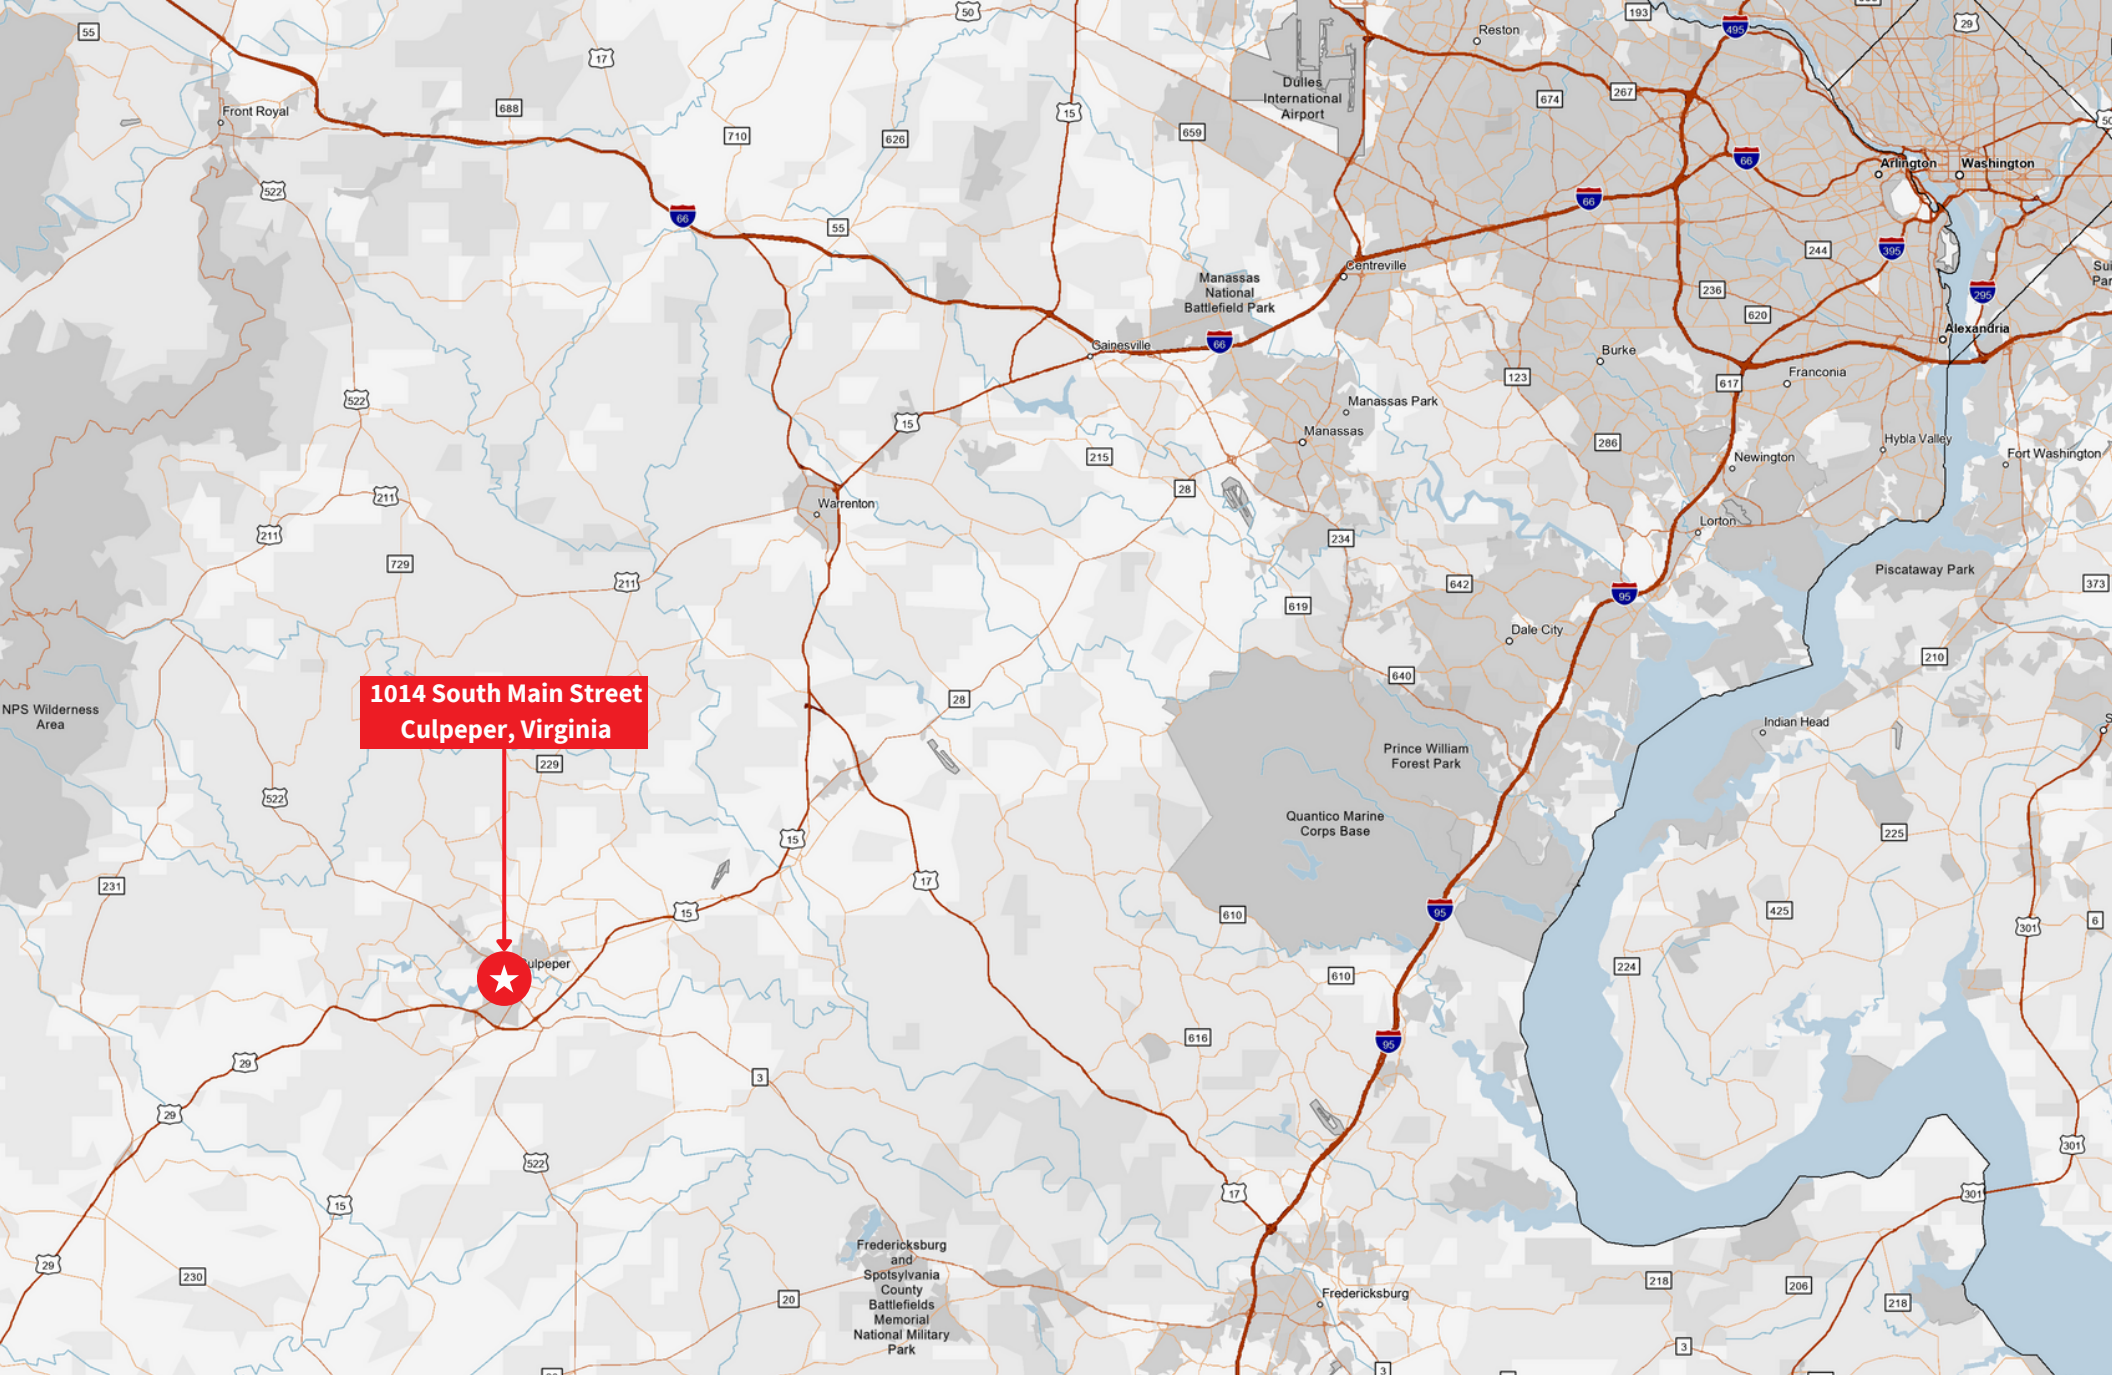 55
50
17
193
29
495
Reston
Dulles
International
Airport
267
674
Front Royal
688
15
710
626
659
50
66
Arlington
Washington
522
66
66
55
244
395
Centreville
Manassas
National
Battlefield Park
236
295
620
Alexandria
Gainesville
66
Burke
Franconia
123
617
522
15
Manassas Park
Manassas
286
Hybla Valley
215
Newington
Fort Washington
211
28
Warrenton
Lorton
211
234
729
211
Piscataway Park
373
642
95
619
Dale City
210
640
1014 South Main Street
Culpeper, Virginia
28
NPS Wilderness
Area
Indian Head
Prince William
Forest Park
229
522
Quantico Marine
Corps Base
225
15
231
17
15
610
95
425
6
301
ulpeper
224
610
616
95
29
3
29
301
522
17
301
15
Fredericksburg
and
Spotsylvania
County
Battlefields
Memorial
National Military
Park
29
230
218
206
Fredericksburg
20
218
3
3